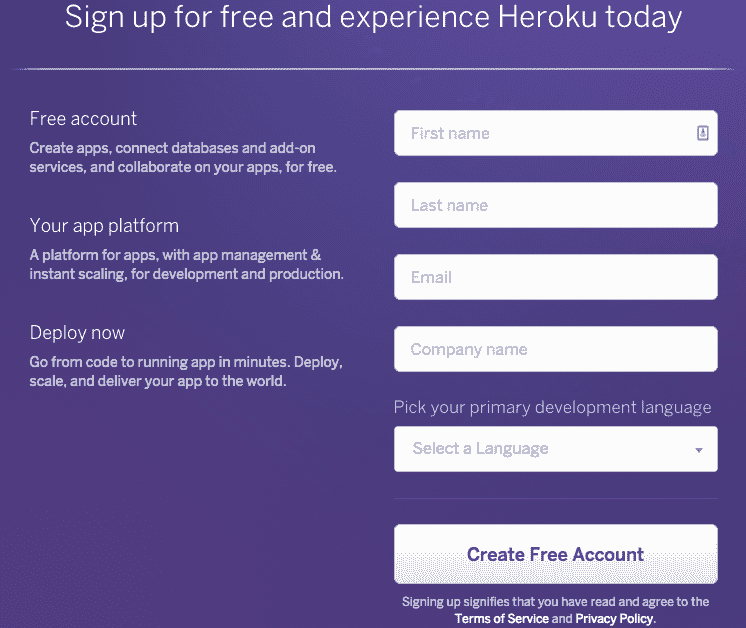 Sign up for free and experience Heroku today
Free account
Create apps, connect databases and add-on
services, and collaborate on your apps, for free.
Your app platform
A platform for apps, with app management &
instant scaling, for development and production.
Deploy now
Go from code to running app in minutes. Deploy,
scale, and deliver your app to the world.
First name
Last name
Email
Company name
Pick your primary development language
Select a Language
Create Free Account
Signing up signifies that you have read and agree to the
Terms of Service and Privacy Policy.